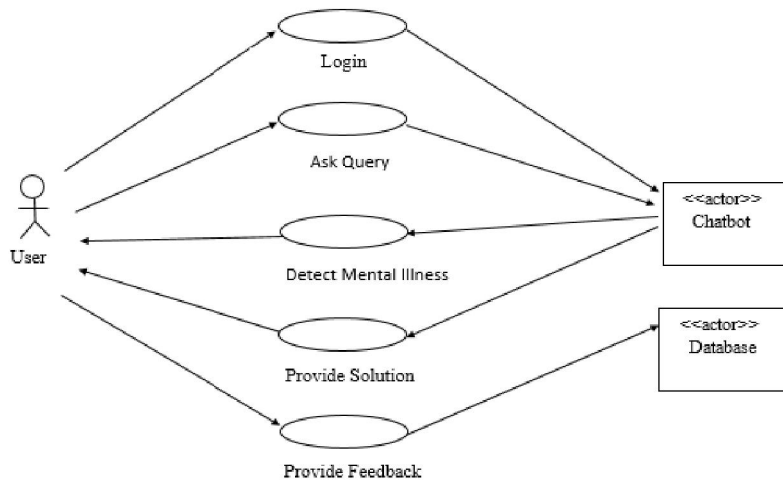 Login
Ask Query
<<actor>>
Chatbot
User
Detect Mental Illness
<<actor>>
Database
Provide Solution
Provide Feedback